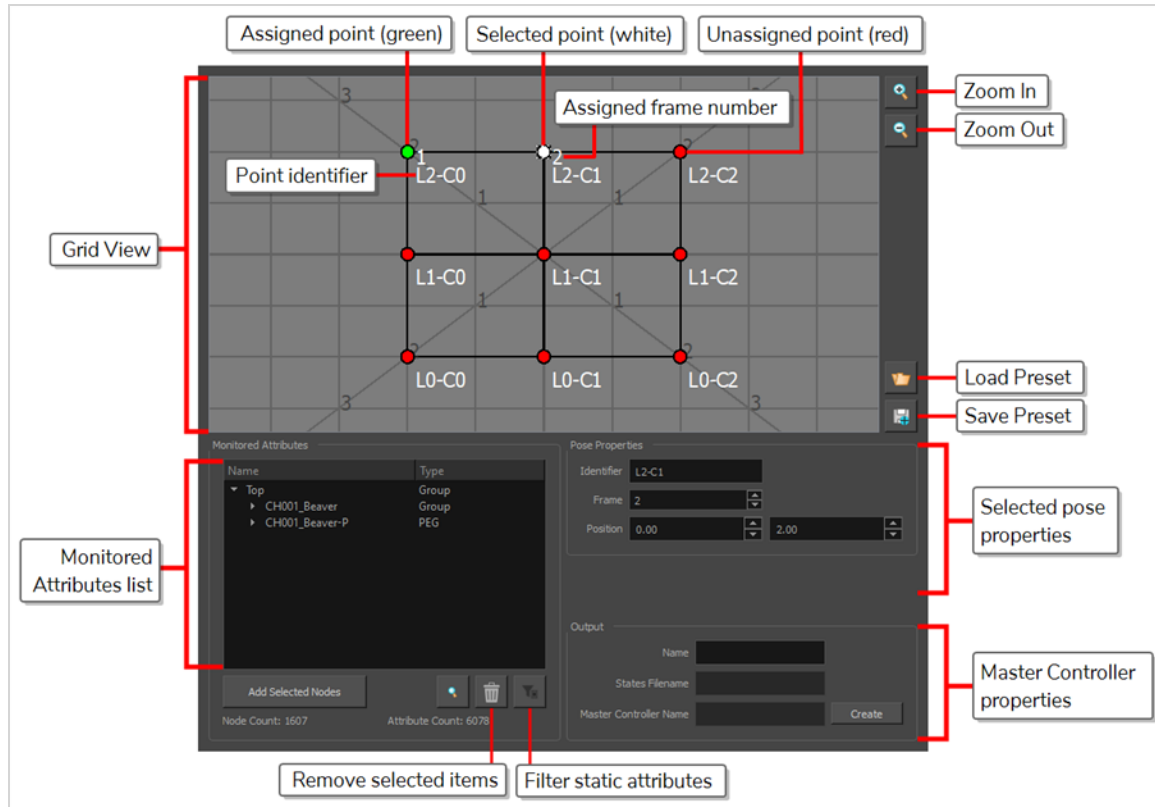 Assigned point (green)
Selected point (white)
Unassigned point (red)
Zoom In
Zoom Out
Assigned frame number
Point identifier
Grid View
3
3
2
2
1
2
L2-C0
L2-C1
L2-C2
1
1
L1-C0
L1-C1
L1-C2
1
1
2
2
L0-C0
L0-C1
L0-C2
3
3
Load Preset
Save Preset
Monitored Attributes
Name
Type
Top
Group
CH001_Beaver
Group
CH001_Beaver-P
PEG
Monitored
Attributes list
Add Selected Nodes
Node Count: 1607
Attribute Count: 6078
Remove selected items
Filter static attributes
Pose Properties
Identifier
L2-C1
Frame
2
Position
0.00
2.00
Selected pose
properties
Output
Name
States Filename
Master Controller Name
Create
Master Controller
properties